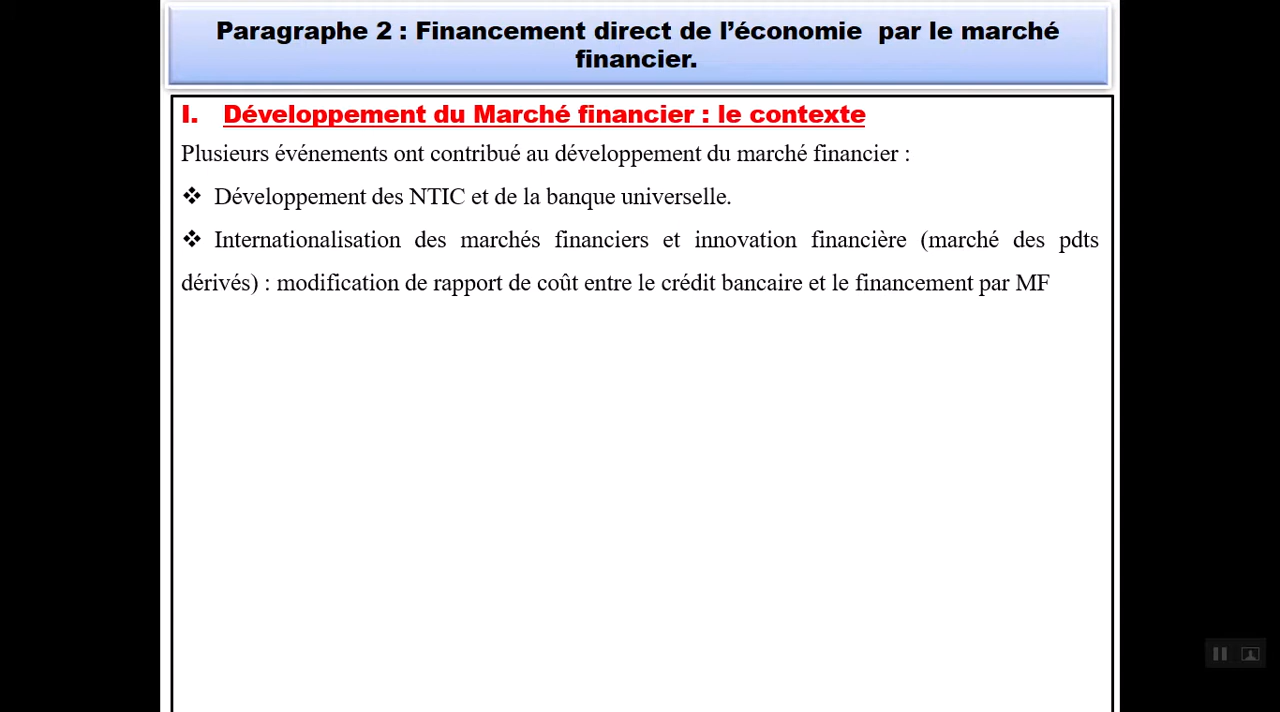 Paragraphe 2 : Financement direct de l’économie par le marché
financier.
I. Développement du Marché financier : le contexte
Plusieurs événements ont contribué au développement du marché financier :
❖ Développement des NTIC et de la banque universelle.
❖ Internationalisation des marchés financiers et innovation financière (marché des pdts
dérivés) : modification de rapport de coût entre le crédit bancaire et le financement par MF